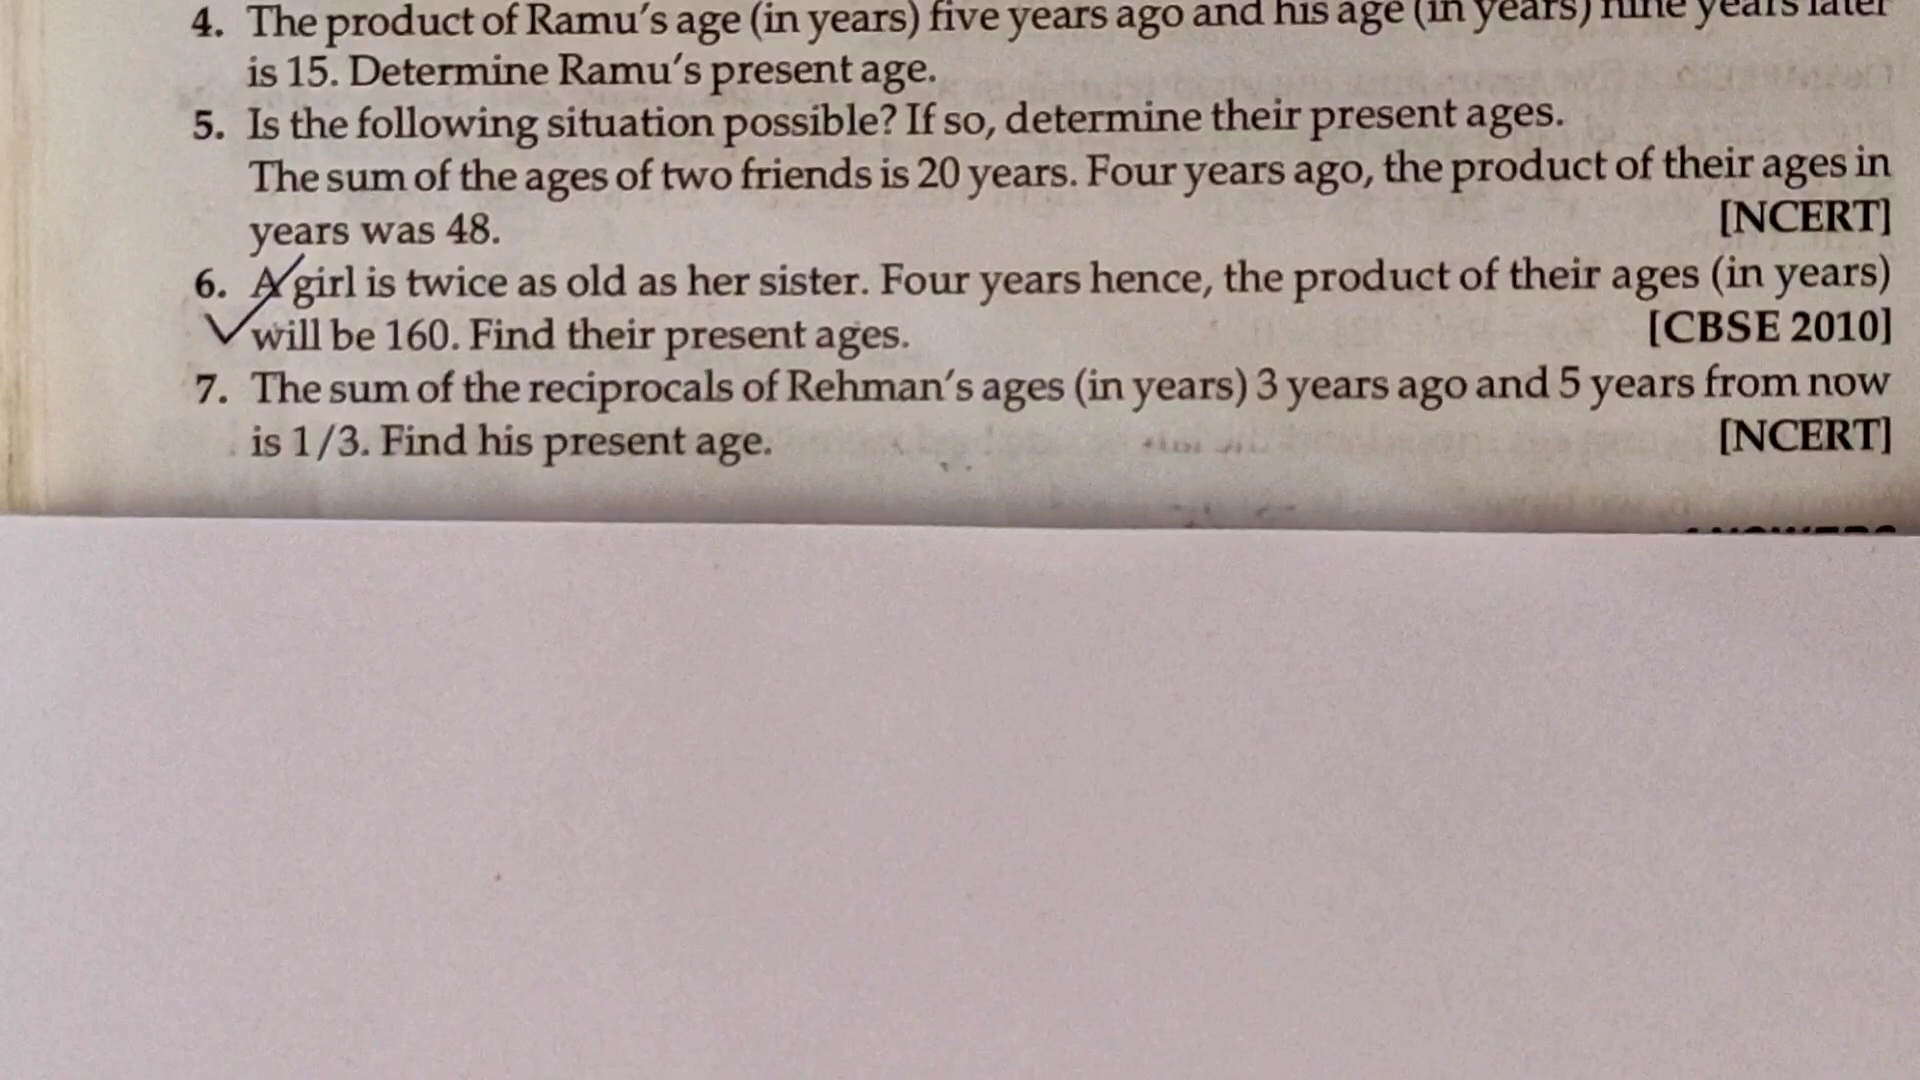 4. The product of Ramu's age (in years) five years ago and his age (in years) nine years later
is 15. Determine Ramu's present age.
5. Is the following situation possible? If so, determine their present ages.
The sum of the ages of two friends is 20 years. Four years ago, the product of their ages in
years was 48. [NCERT]
6. A girl is twice as old as her sister. Four years hence, the product of their ages (in years)
will be 160. Find their present ages. [CBSE 2010]
7. The sum of the reciprocals of Rehman's ages (in years) 3 years ago and 5 years from now
is 1/3. Find his present age. [NCERT]